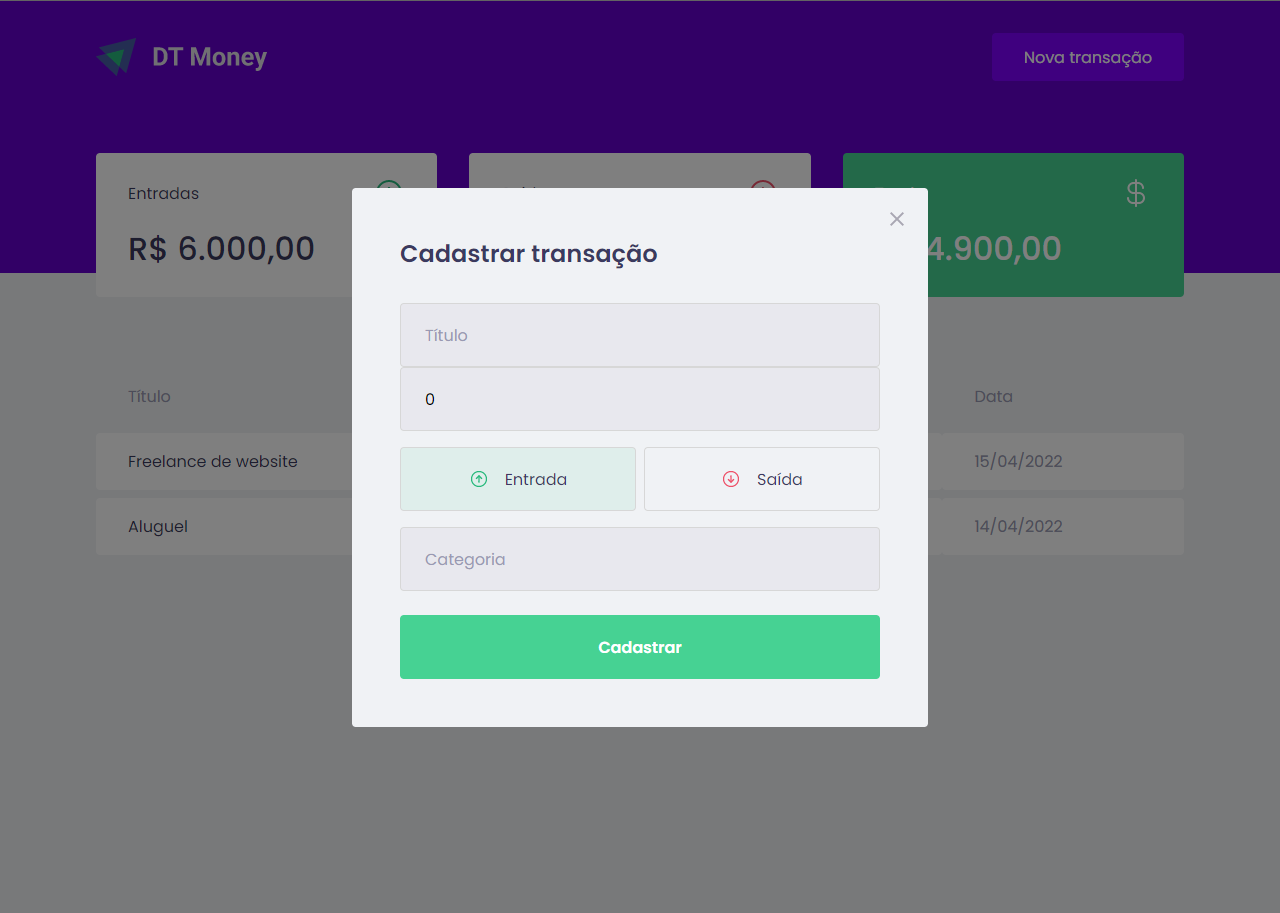 DT Money
Nova transação
Entradas
R$ 6.000,00
4.900,00
Cadastrar transação
Título
0
Entrada
Saída
Categoria
Cadastrar
Título
Data
Freelance de website
15/04/2022
Aluguel
14/04/2022